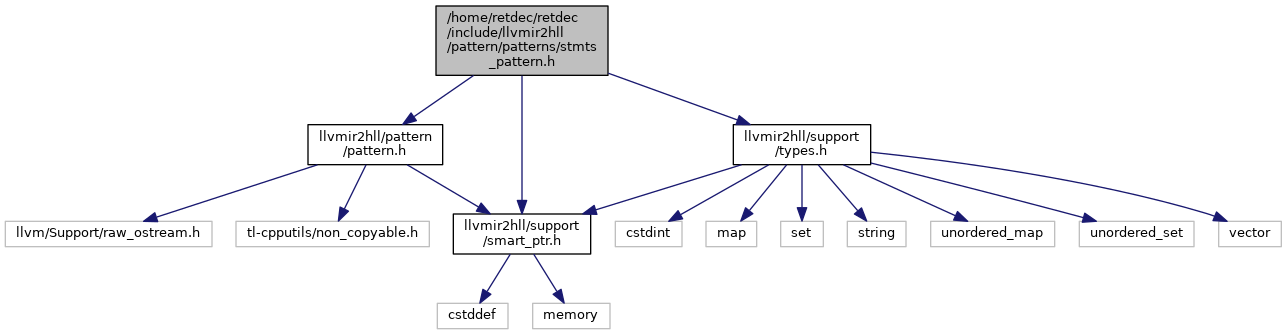 /home/retdec/retdec
/include/llvmir2hll
/pattern/patterns/stmts
_pattern.h
llvmir2hll/pattern
/pattern.h
llvmir2hll/support
/types.h
llvm/Support/raw_ostream.h
tl-cpputils/non_copyable.h
llvmir2hll/support
/smart_ptr.h
cstdint
map
set
string
unordered_map
unordered_set
vector
cstddef
memory